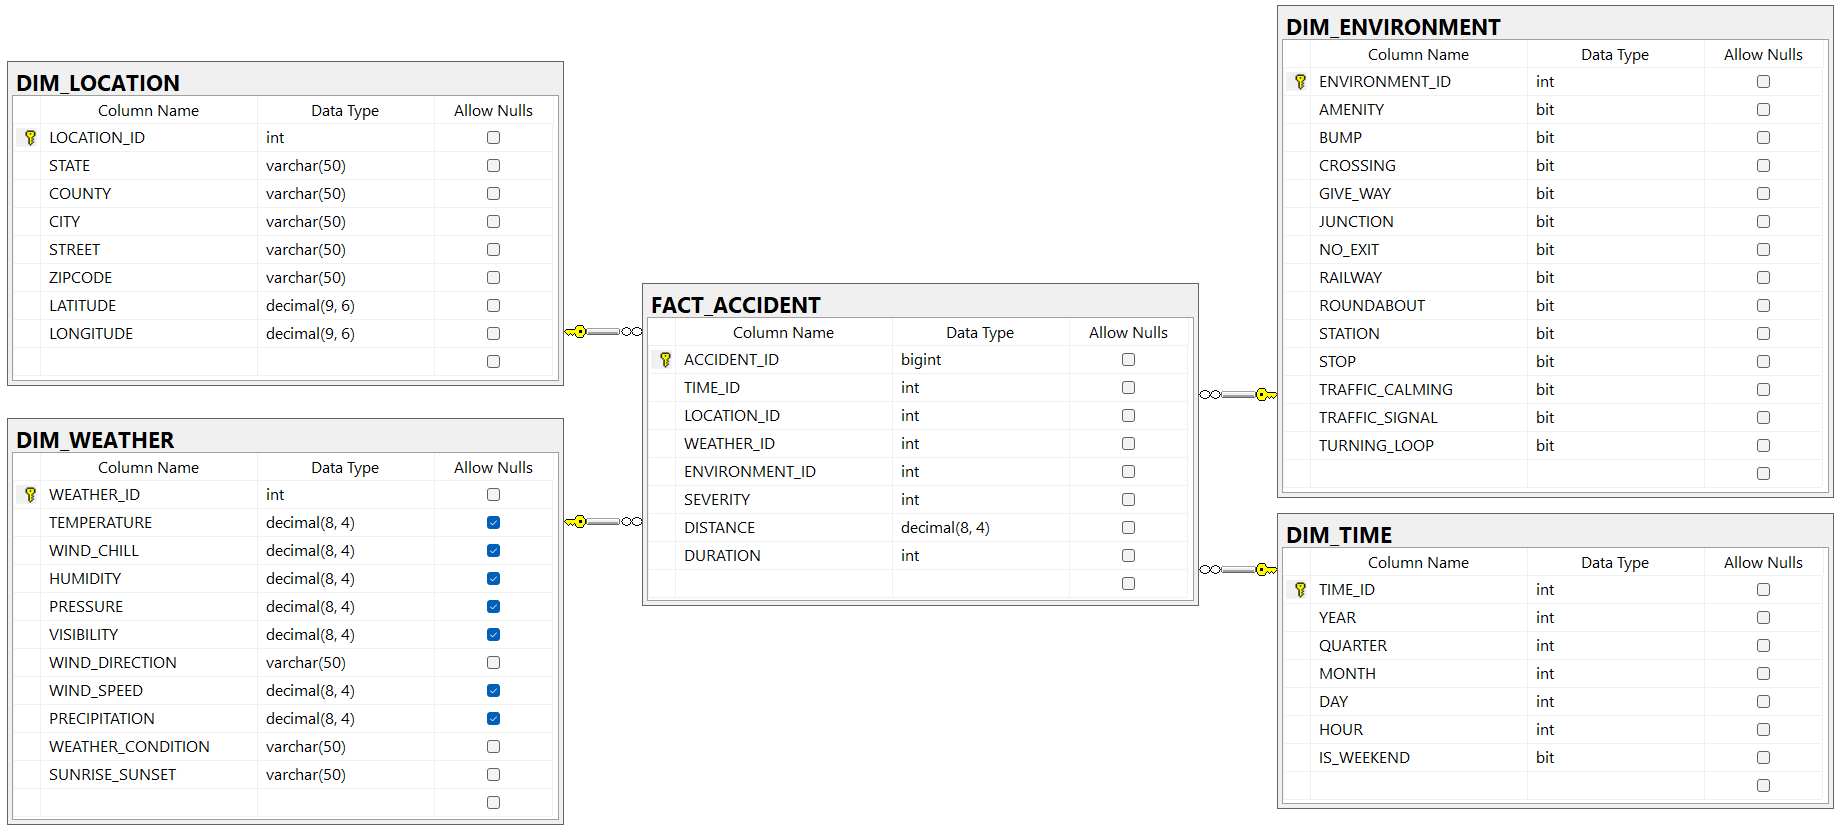 DIM_LOCATION
Column Name Data Type Allow Nulls
LOCATION_ID int
STATE varchar(50)
COUNTY varchar(50)
CITY varchar(50)
STREET varchar(50)
ZIPCODE varchar(50)
LATITUDE decimal(9, 6)
LONGITUDE decimal(9, 6)
DIM_WEATHER
Column Name Data Type Allow Nulls
WEATHER_ID int
TEMPERATURE decimal(8, 4)
WIND_CHILL decimal(8, 4)
HUMIDITY decimal(8, 4)
PRESSURE decimal(8, 4)
VISIBILITY decimal(8, 4)
WIND_DIRECTION varchar(50)
WIND_SPEED decimal(8, 4)
PRECIPITATION decimal(8, 4)
WEATHER_CONDITION varchar(50)
SUNRISE_SUNSET varchar(50)
FACT_ACCIDENT
Column Name Data Type Allow Nulls
ACCIDENT_ID bigint
TIME_ID int
LOCATION_ID int
WEATHER_ID int
ENVIRONMENT_ID int
SEVERITY int
DISTANCE decimal(8, 4)
DURATION int
DIM_ENVIRONMENT
Column Name Data Type Allow Nulls
ENVIRONMENT_ID int
AMENITY bit
BUMP bit
CROSSING bit
GIVE_WAY bit
JUNCTION bit
NO_EXIT bit
RAILWAY bit
ROUNDABOUT bit
STATION bit
STOP bit
TRAFFIC_CALMING bit
TRAFFIC_SIGNAL bit
TURNING_LOOP bit
DIM_TIME
Column Name Data Type Allow Nulls
TIME_ID int
YEAR int
QUARTER int
MONTH int
DAY int
HOUR int
IS_WEEKEND bit